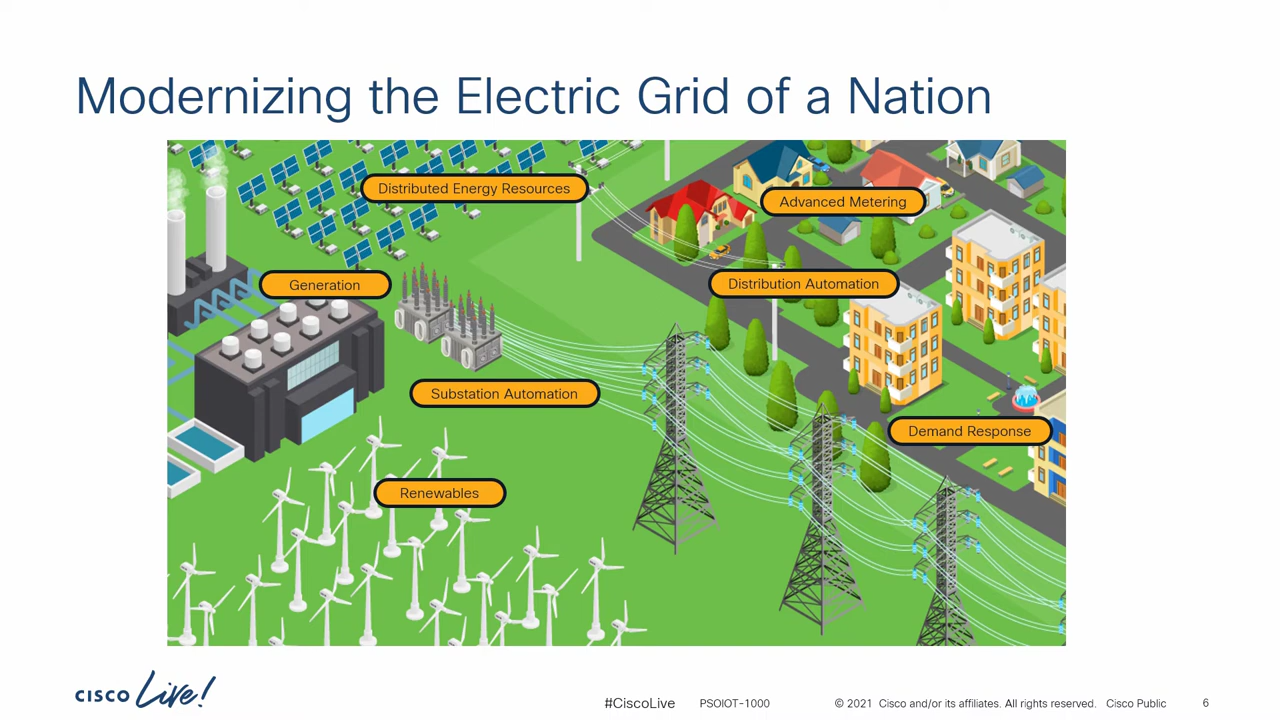 Modernizing the Electric Grid of a Nation
Distributed Energy Resources
Advanced Metering
Generation
Distribution Automation
Substation Automation
Demand Response
Renewables
CISCO Live!
#CiscoLive
PSOIOT-1000
© 2021 Cisco and/or its affiliates. All rights reserved. Cisco Public
6